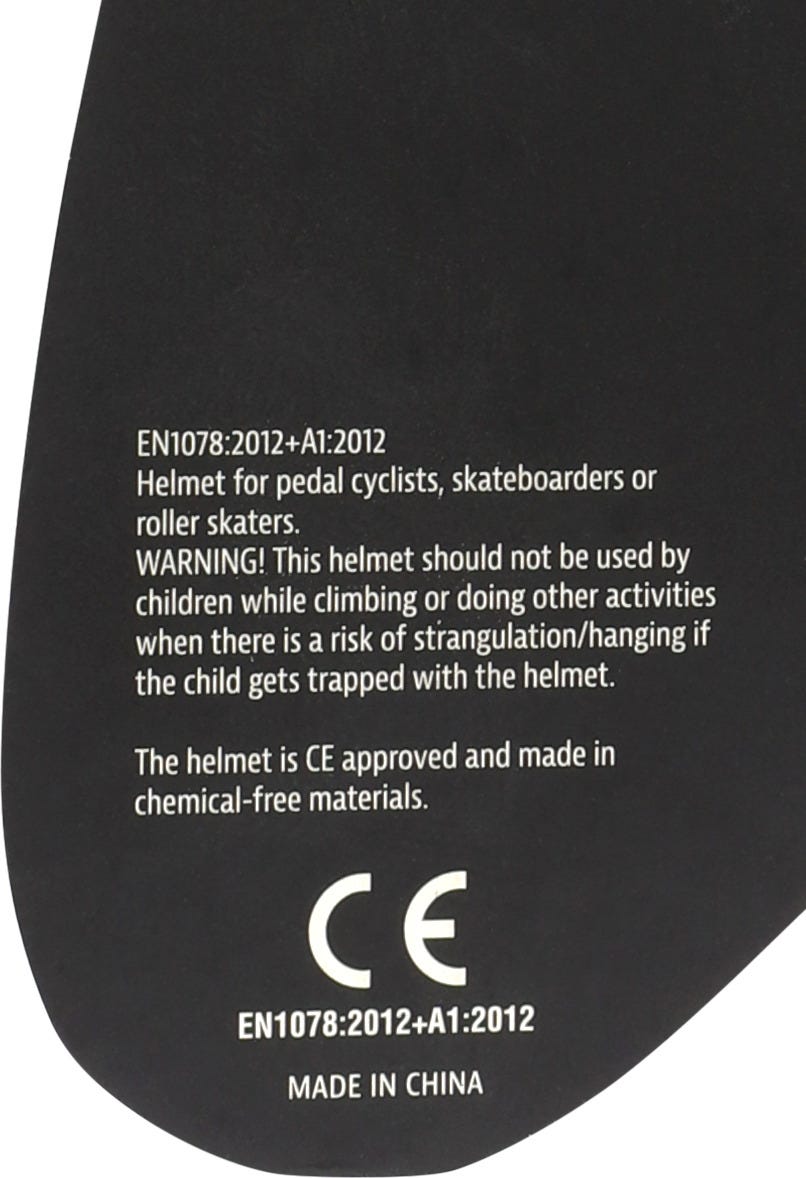 EN1078:2012+A1:2012
Helmet for pedal cyclists, skateboarders or
roller skaters.
WARNING! This helmet should not be used by
children while climbing or doing other activities
when there is a risk of strangulation/hanging if
the child gets trapped with the helmet.
The helmet is CE approved and made in
chemical-free materials.
CE
EN1078:2012+A1:2012
MADE IN CHINA